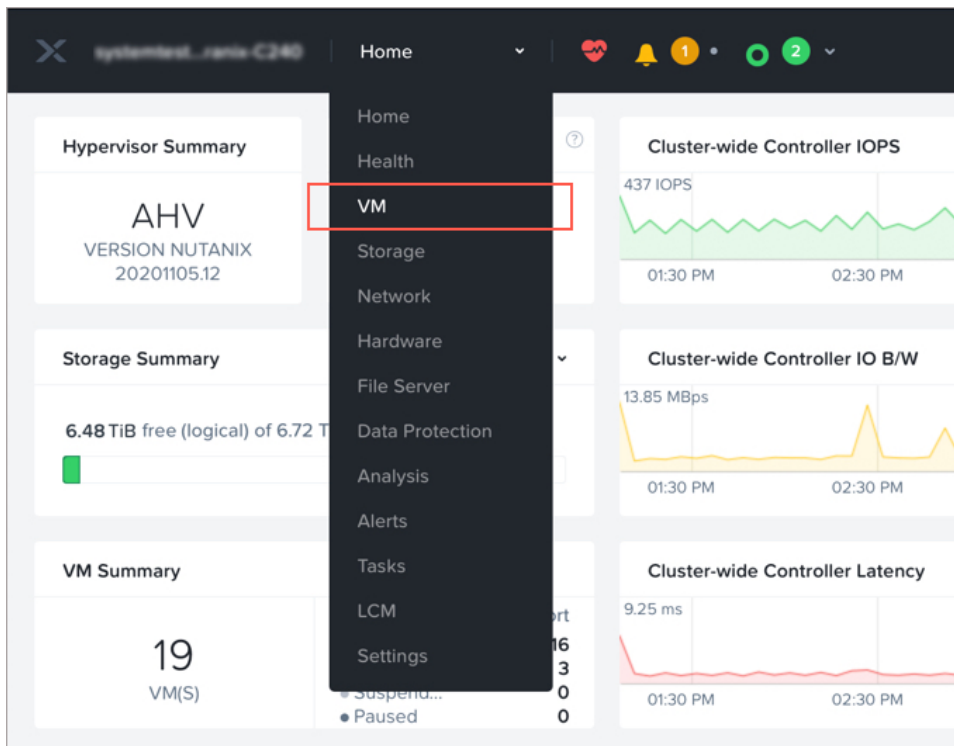 Home
1
2
Home
Health
VM
Storage
Network
Hardware
File Server
Data Protection
Analysis
Alerts
Tasks
LCM
Settings
Hypervisor Summary
AHV
VERSION NUTANIX
20201105.12
?
Cluster-wide Controller IOPS
437 IOPS
01:30 PM 02:30 PM
Storage Summary
6.48 TiB free (logical) of 6.72 T
Cluster-wide Controller IO B/W
13.85 MBps
01:30 PM 02:30 PM
VM Summary
19
VM(S)
ort
16
3
Suspend... 0
Paused 0
Cluster-wide Controller Latency
9.25 ms
01:30 PM 02:30 PM